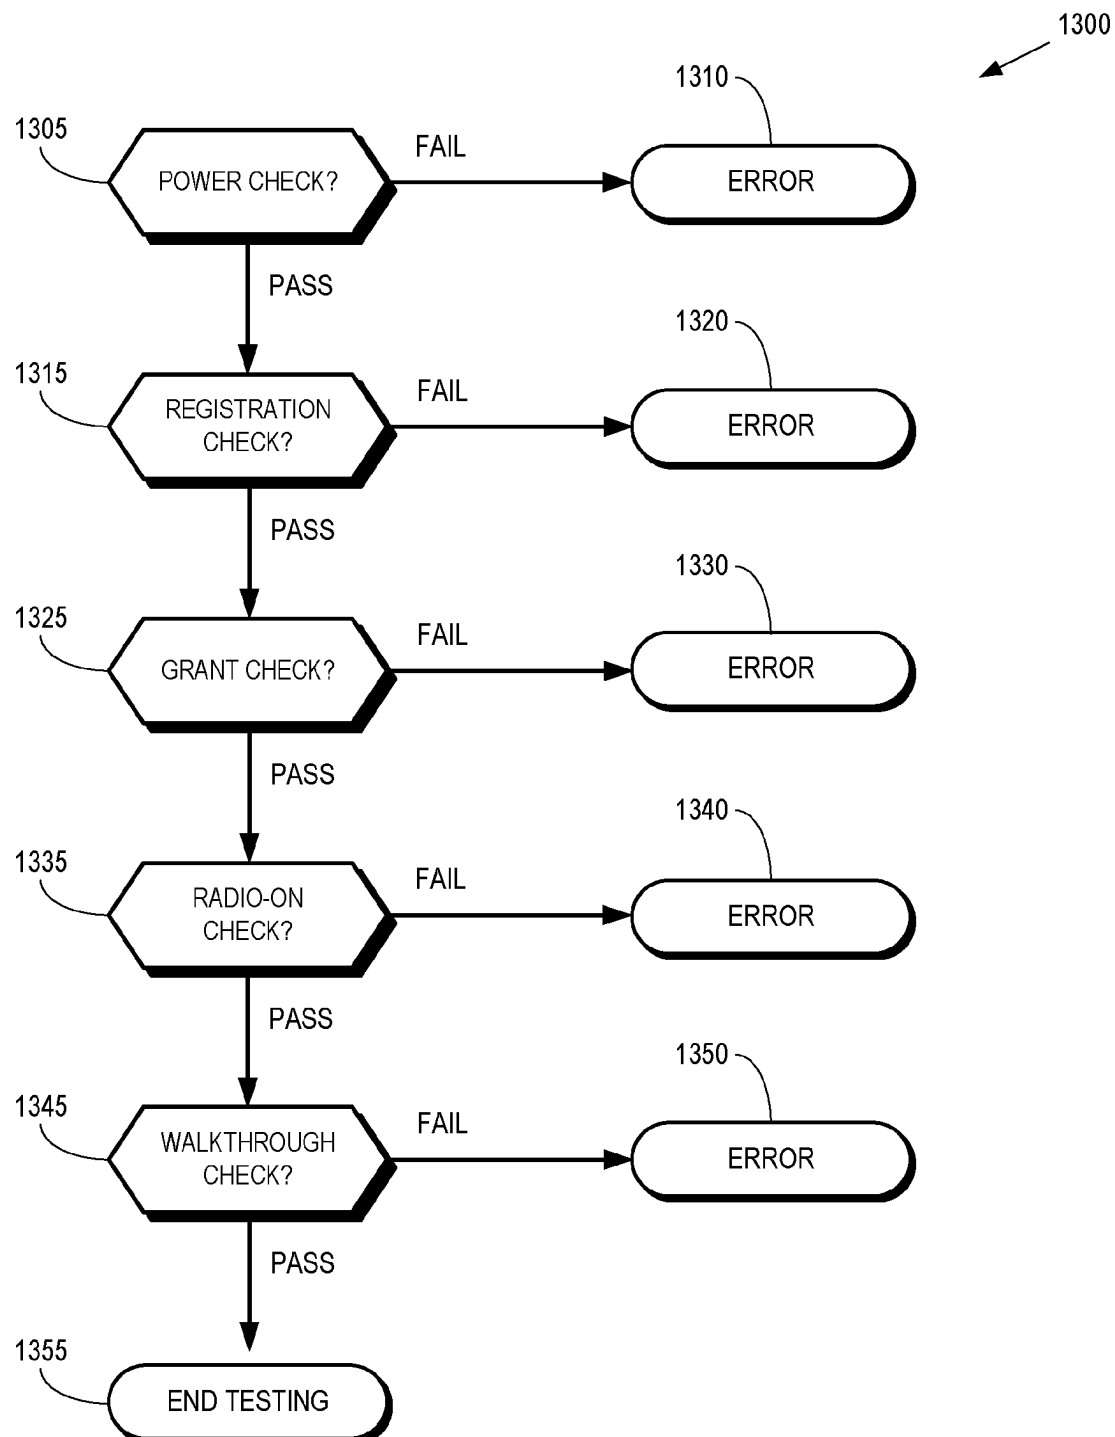 1300
1310
1305
FAIL
POWER CHECK?
ERROR
PASS
1320
1315
FAIL
REGISTRATION
CHECK?
ERROR
PASS
1330
1325
FAIL
GRANT CHECK?
ERROR
PASS
1340
1335
FAIL
RADIO-ON
CHECK?
ERROR
PASS
1350
1345
FAIL
WALKTHROUGH
CHECK?
ERROR
PASS
1355
END TESTING